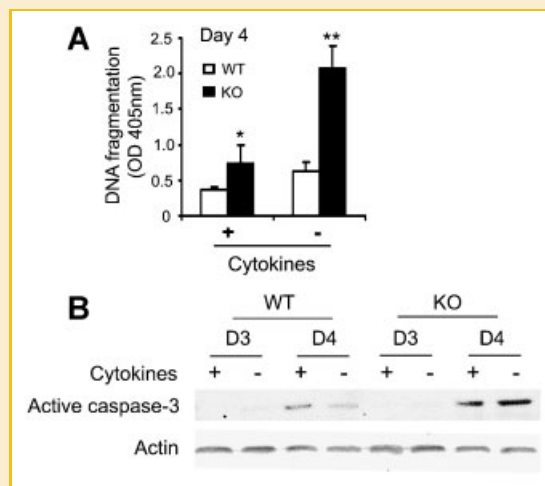 A
Day 4
WT
KO
DNA fragmentation
(OD 405nm)
2.5
2.0
1.5
1.0
0.5
0
*
**
+ -
Cytokines
B
WT KO
D3 D4 D3 D4
Cytokines + - + - + - + -
Active caspase-3
Actin